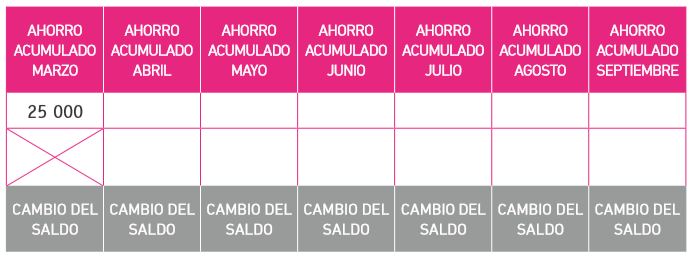 AHORRO
ACUMULADO
MARZO
AHORRO
ACUMULADO
ABRIL
AHORRO
ACUMULADO
MAYO
AHORRO
ACUMULADO
JUNIO
AHORRO
ACUMULADO
JULIO
AHORRO
ACUMULADO
AGOSTO
AHORRO
ACUMULADO
SEPTIEMBRE
25 000
CAMBIO DEL
SALDO
CAMBIO DEL
SALDO
CAMBIO DEL
SALDO
CAMBIO DEL
SALDO
CAMBIO DEL
SALDO
CAMBIO DEL
SALDO
CAMBIO DEL
SALDO